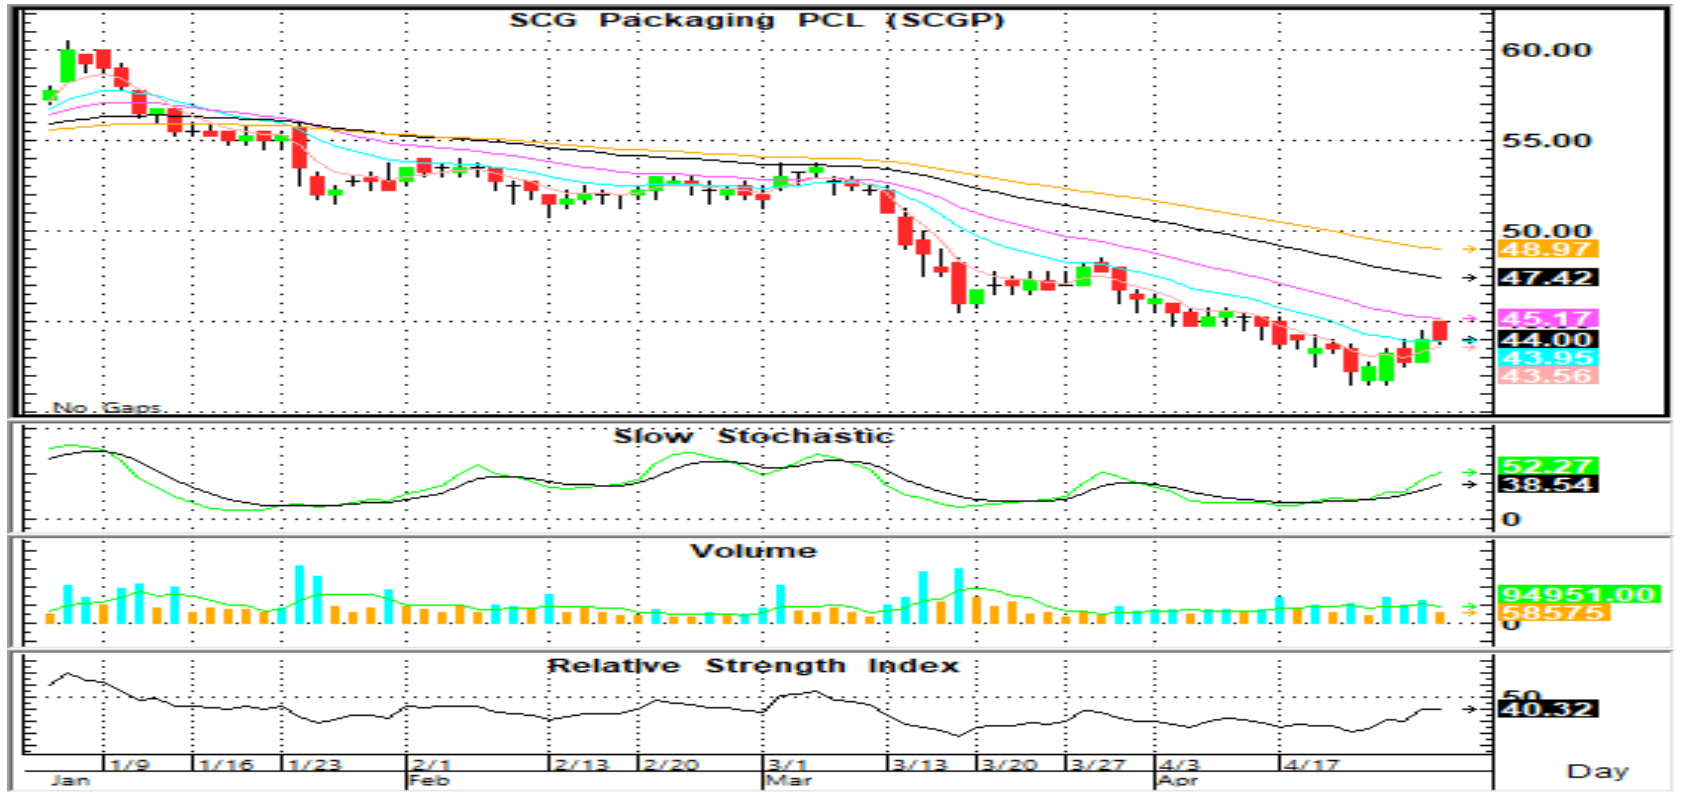 SCG Packaging PCL (SCGP)
60.00
55.00
50.00
48.97
47.42
45.17
44.00
43.95
43.56
No Gaps.
Slow Stochastic
52.27
38.54
0
Volume
94951.00
58575
0
Relative Strength Index
50
40.32
1/9 1/16 1/23 2/1 2/13 2/20 3/1 3/13 3/20 3/27 4/3 4/17
Jan Feb Mar Apr
Day